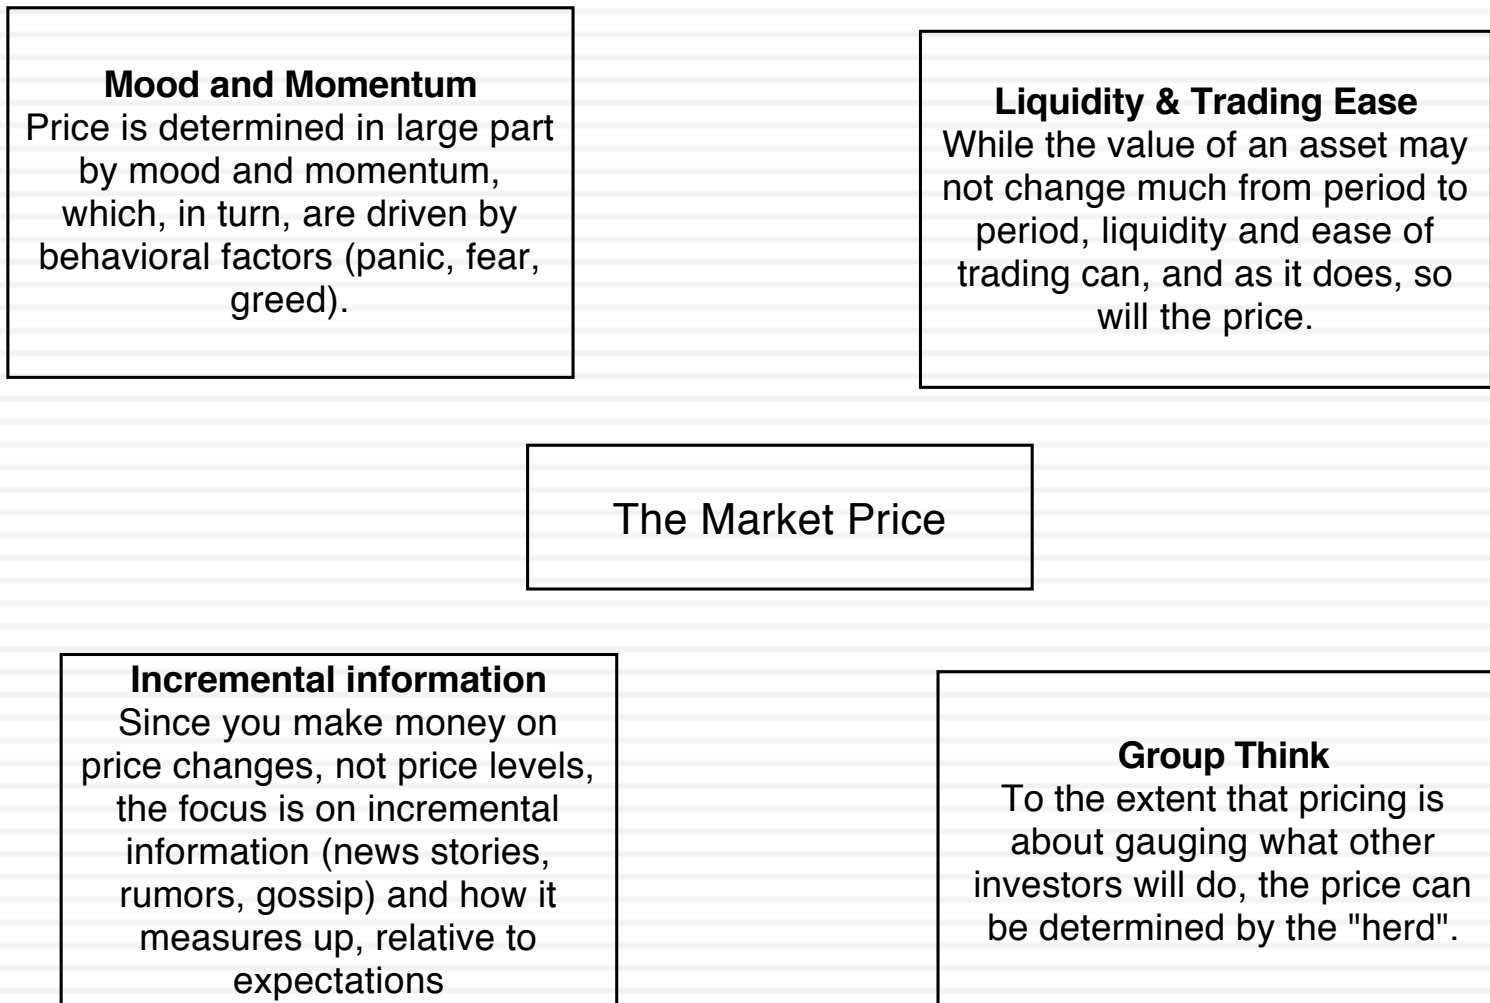 Mood and Momentum
Price is determined in large part
by mood and momentum,
which, in turn, are driven by
behavioral factors (panic, fear,
greed).
Liquidity & Trading Ease
While the value of an asset may
not change much from period to
period, liquidity and ease of
trading can, and as it does, so
will the price.
The Market Price
Incremental information
Since you make money on
price changes, not price levels,
the focus is on incremental
information (news stories,
rumors, gossip) and how it
measures up, relative to
expectations
Group Think
To the extent that pricing is
about gauging what other
investors will do, the price can
be determined by the "herd".